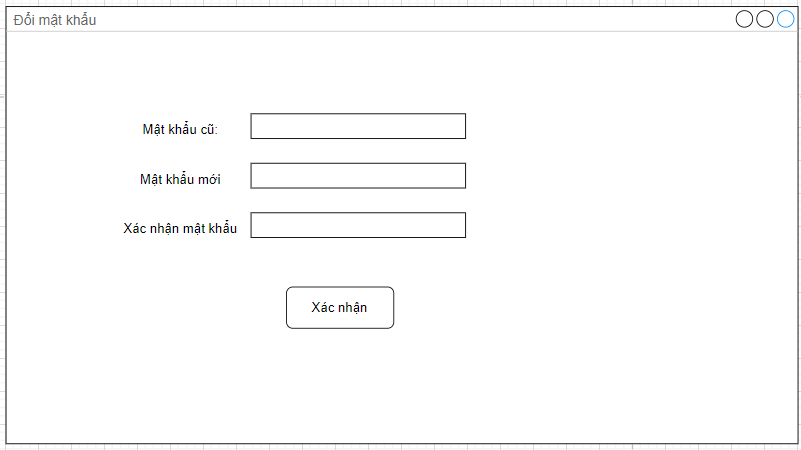 Đổi mật khẩu
Mật khẩu cũ:
Mật khẩu mới
Xác nhận mật khẩu
Xác nhận